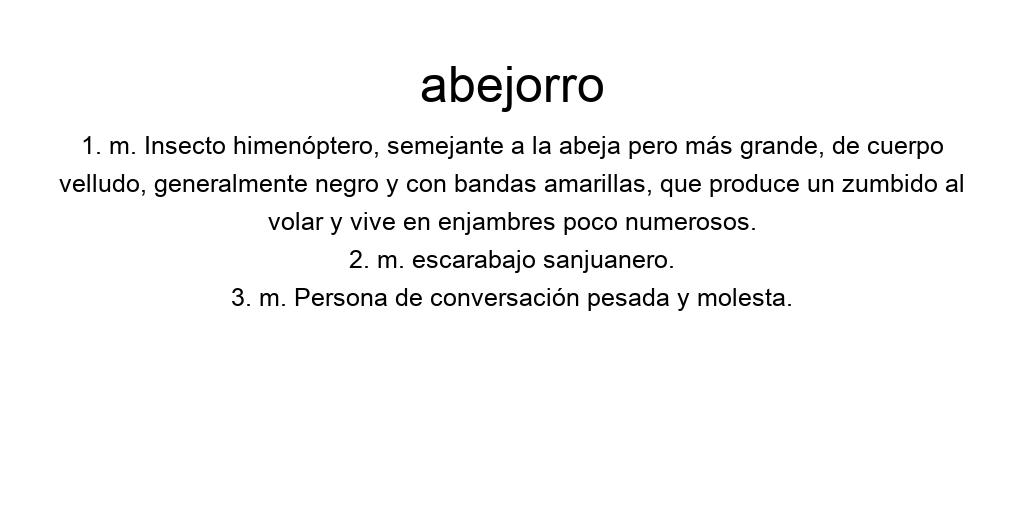 abejorro
1. m. Insecto himenóptero, semejante a la abeja pero más grande, de cuerpo
velludo, generalmente negro y con bandas amarillas, que produce un zumbido al
volar y vive en enjambres poco numerosos.
2. m. escarabajo sanjuanero.
3. m. Persona de conversación pesada y molesta.